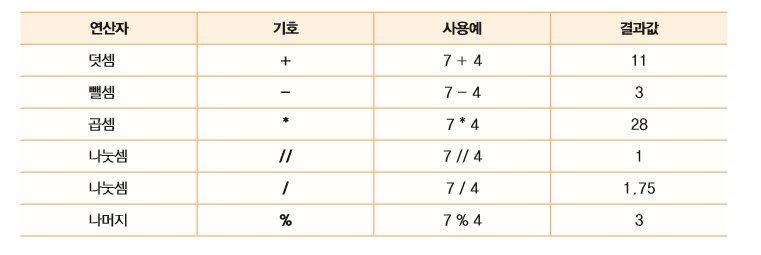 연산자 기호 사용예 결과값
덧셈 + 7 + 4 11
뺄셈 - 7 - 4 3
곱셈 * 7 * 4 28
나눗셈 // 7 // 4 1
나눗셈 / 7 / 4 1.75
나머지 % 7 % 4 3